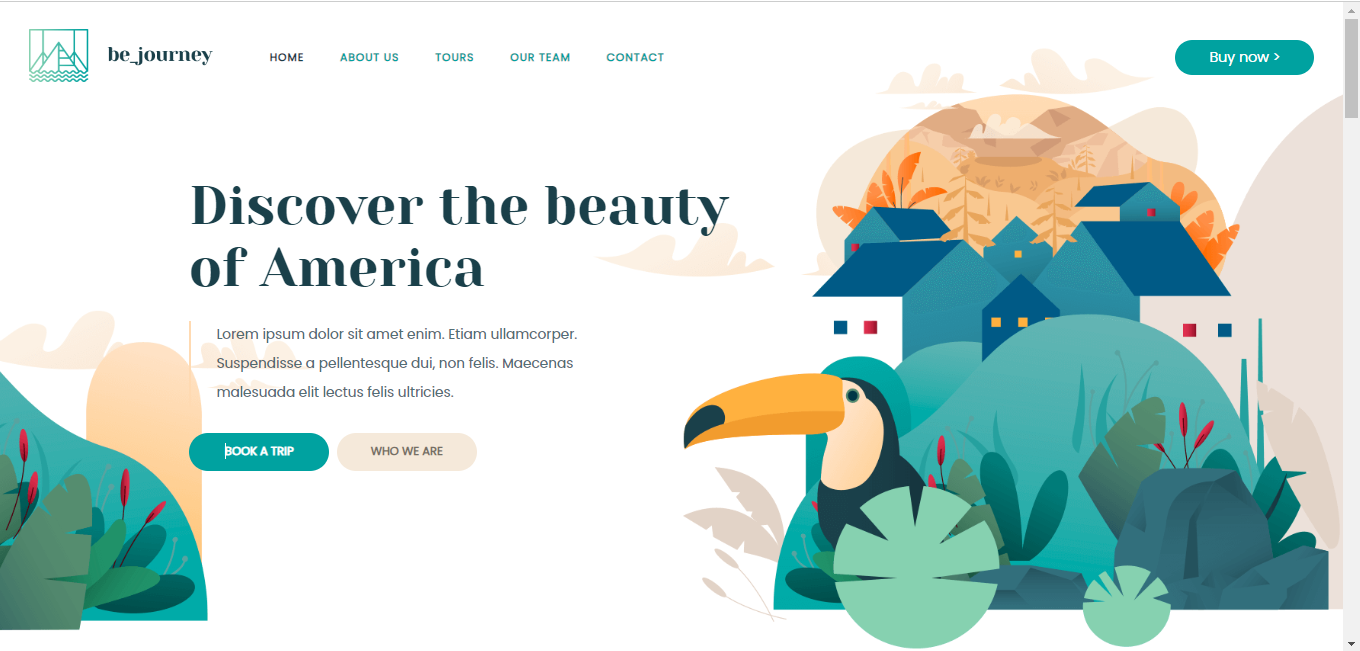 be_journey
HOME ABOUT US TOURS OUR TEAM CONTACT
Buy now >
Discover the beauty
of America
Lorem ipsum dolor sit amet enim. Etiam ullamcorper.
Suspendisse a pellentesque dui, non felis. Maecenas
malesuada elit lectus felis ultricies.
BOOK A TRIP WHO WE ARE